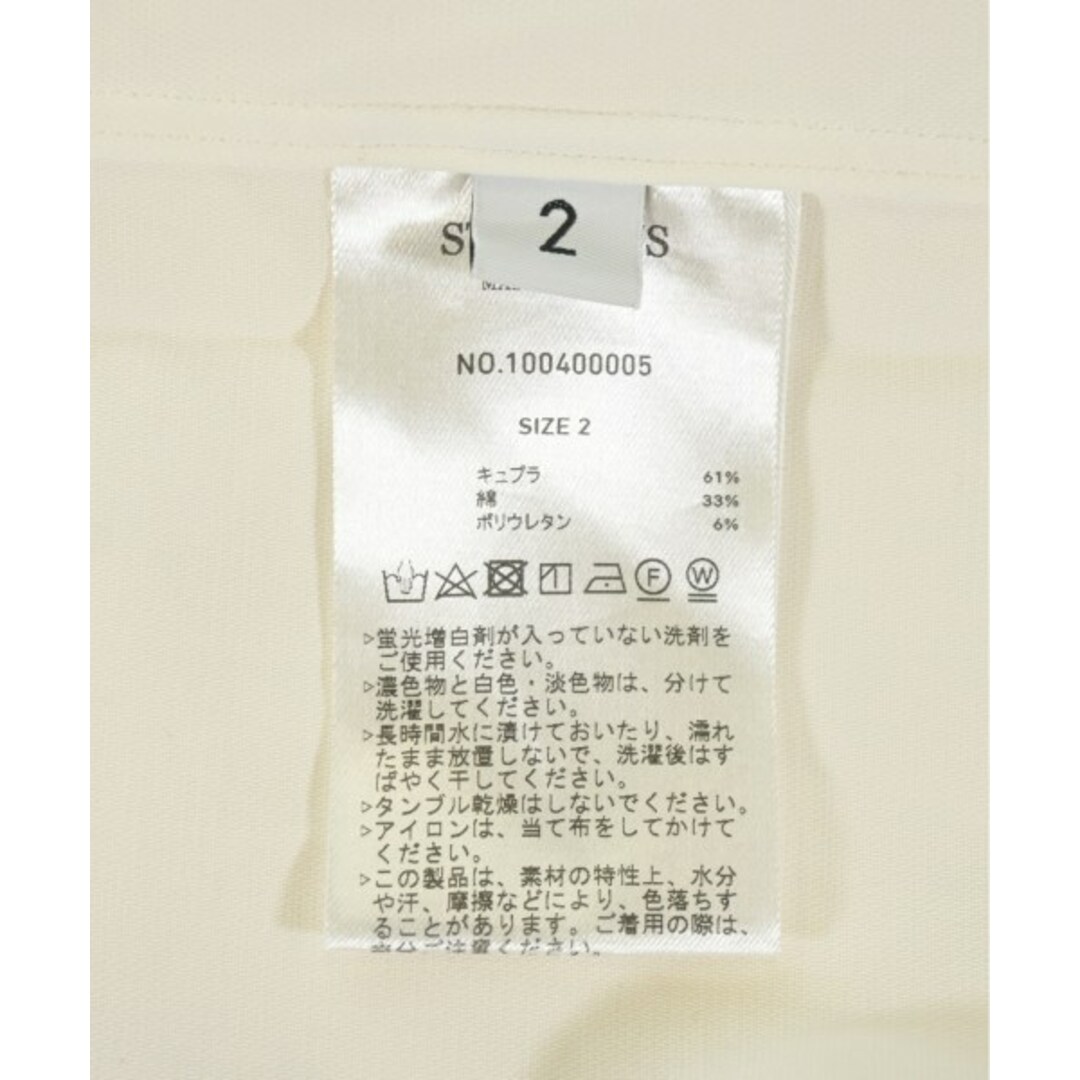 2
NO.100400005
SIZE 2
キュプラ 61%
綿 33%
ポリウレタン 6%
F W
▷蛍光増白剤が入っていない洗剤を
ご使用ください。
▷濃色物と白色・淡色物は、分けて
洗濯してください。
▷長時間水に漬けておいたり、濡れ
たまま放置しないで、洗濯後はす
ばやく干してください。
▷タンブル乾燥はしないでください。
▷アイロンは、当て布をしてかけて
ください。
▷この製品は、素材の特性上、水分
や汗、摩擦などにより、色落ちす
ることがあります。ご着用の際は、